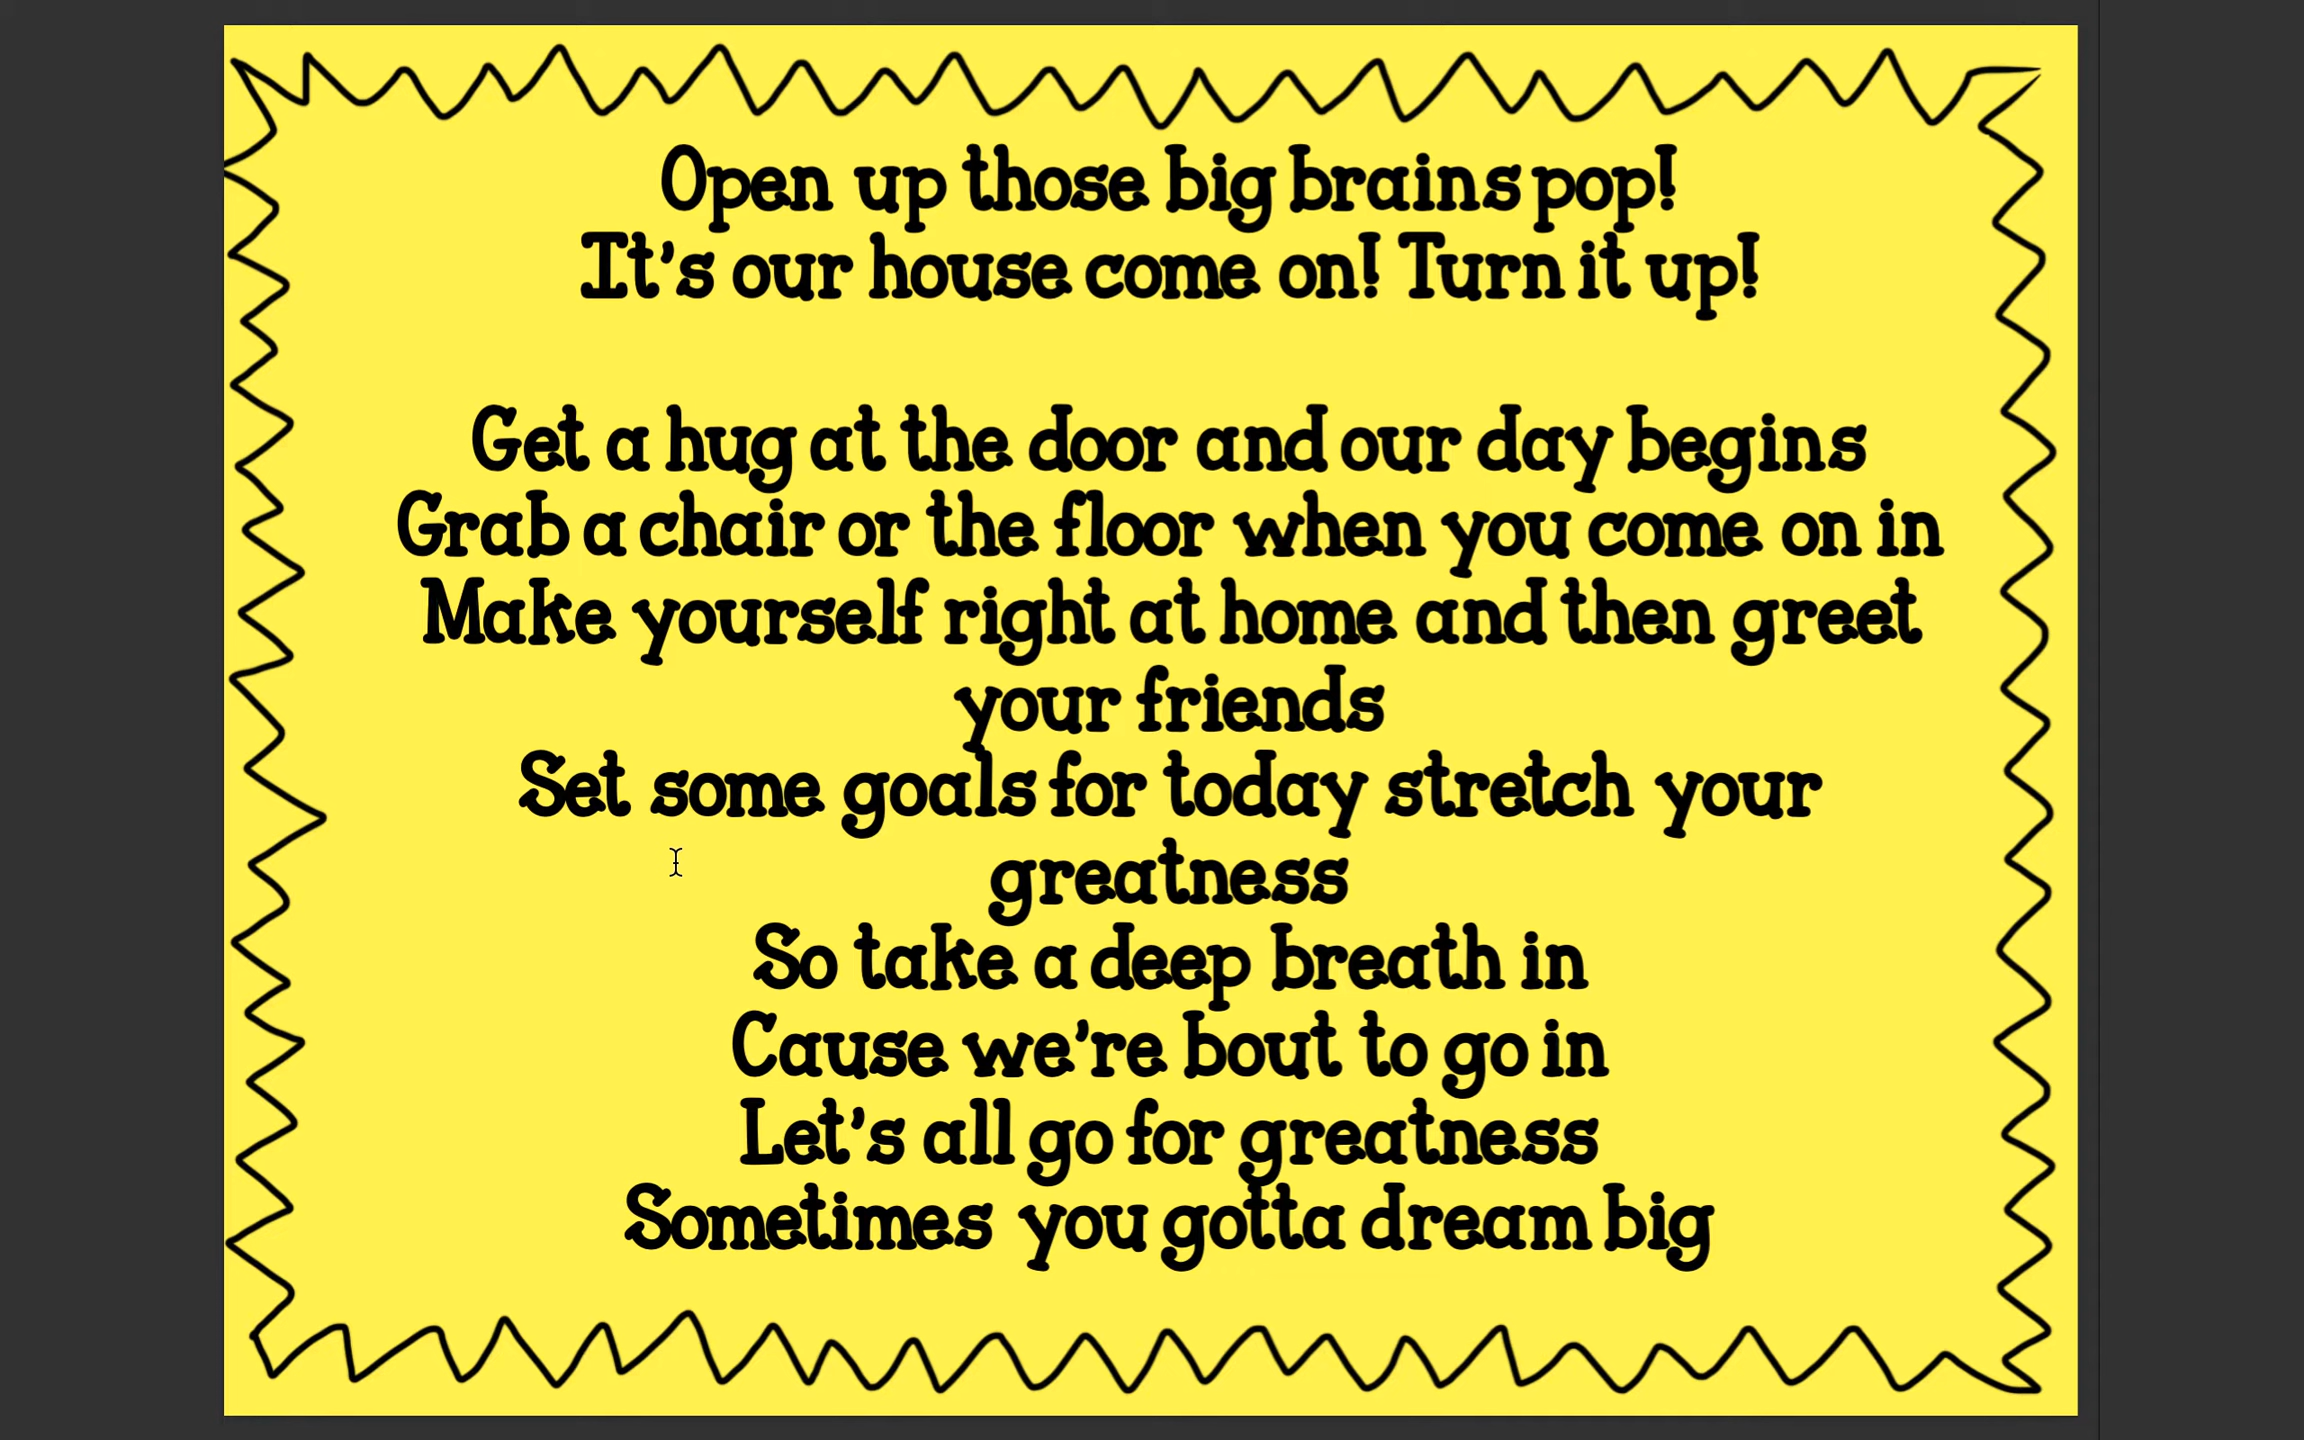 Open up those big brains pop!
It's our house come on! Turn it up!
Get a hug at the door and our day begins
Grab a chair or the floor when you come on in
Make yourself right at home and then greet
your friends
Set some goals for today stretch your
greatness
So take a deep breath in
Cause we're bout to go in
Let's all go for greatness
Sometimes you gotta dream big